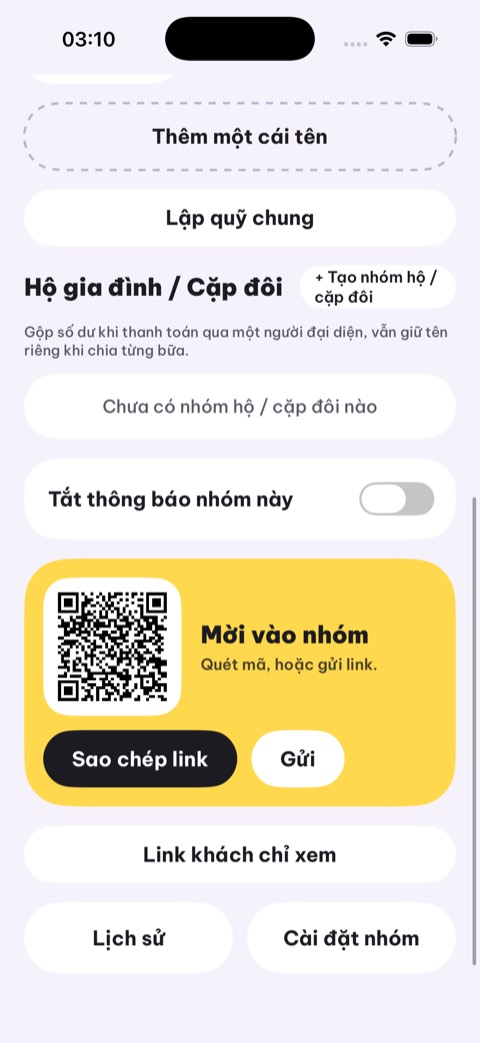 03:10
Thêm một cái tên
Lập quỹ chung
Hộ gia đình / Cặp đôi
+ Tạo nhóm hộ /
cặp đôi
Gộp số dư khi thanh toán qua một người đại diện, vẫn giữ tên
riêng khi chia từng bữa.
Chưa có nhóm hộ / cặp đôi nào
Tắt thông báo nhóm này
Mời vào nhóm
Quét mã, hoặc gửi link.
Sao chép link
Gửi
Link khách chỉ xem
Lịch sử
Cài đặt nhóm